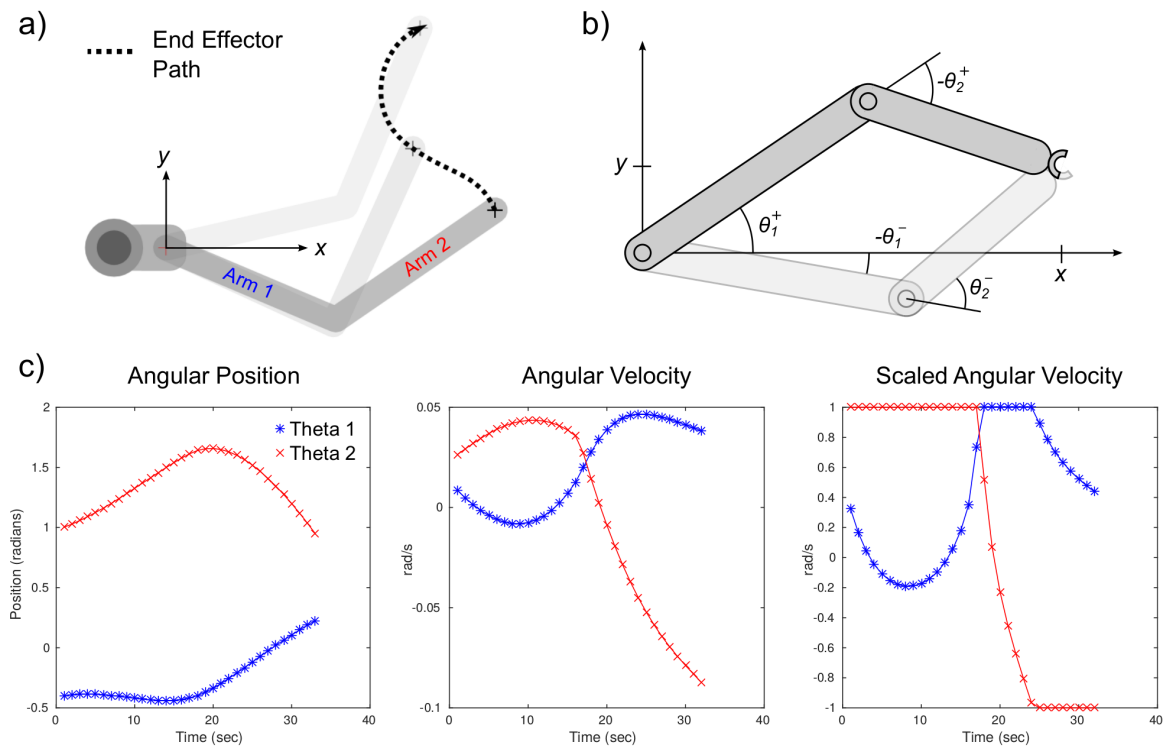 a)
End Effector
Path
y
x
Arm 1
Arm 2
b)
y
x
θ₁⁺
-θ₂⁺
-θ₁⁻
θ₂⁻
c)
Angular Position
Theta 1
Theta 2
Position (radians)
2
1.5
1
0.5
0
-0.5
0 10 20 30 40
Time (sec)
Angular Velocity
rad/s
0.05
0
-0.05
-0.1
0 10 20 30 40
Time (sec)
Scaled Angular Velocity
rad/s
1
0.8
0.6
0.4
0.2
0
-0.2
-0.4
-0.6
-0.8
-1
0 10 20 30 40
Time (sec)